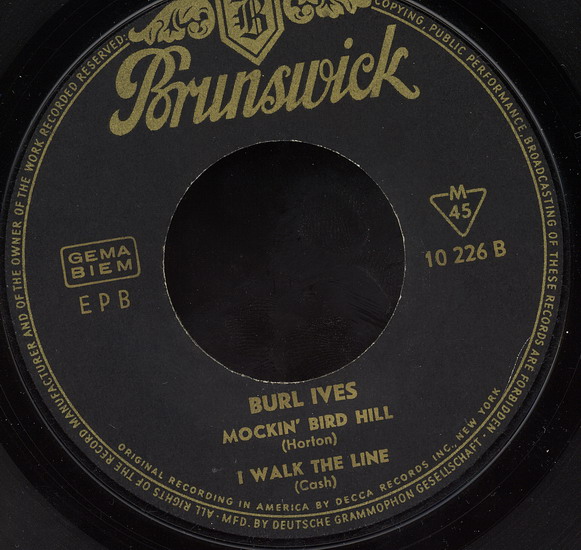 B
Brunswick
GEMA
BIEM
EPB
M
45
10 226 B
BURL IVES
MOCKIN' BIRD HILL
(Horton)
I WALK THE LINE
(Cash)
ORIGINAL RECORDING IN AMERICA BY DECCA RECORDS INC., NEW YORK
MFD. BY DEUTSCHE GRAMMOPHON GESELLSCHAFT · ALL RIGHTS OF THE RECORD MANUFACTURER AND OF THE OWNER OF THE WORK RECORDED RESERVED·
COPYING, PUBLIC PERFORMANCE, BROADCASTING OF THESE RECORDS ARE FORBIDDEN